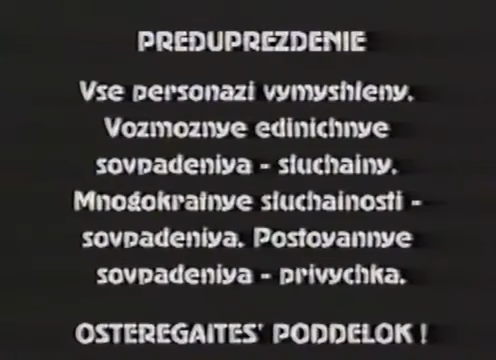 PREDUPREZDENIE
Vse personazi vymyshleny.
Vozmoznye edinichnye
sovpadeniya - sluchainy.
Mnogokratnye sluchainosti -
sovpadeniya. Postoyannye
sovpadeniya - privychka.
OSTEREGAITES' PODDELOK !